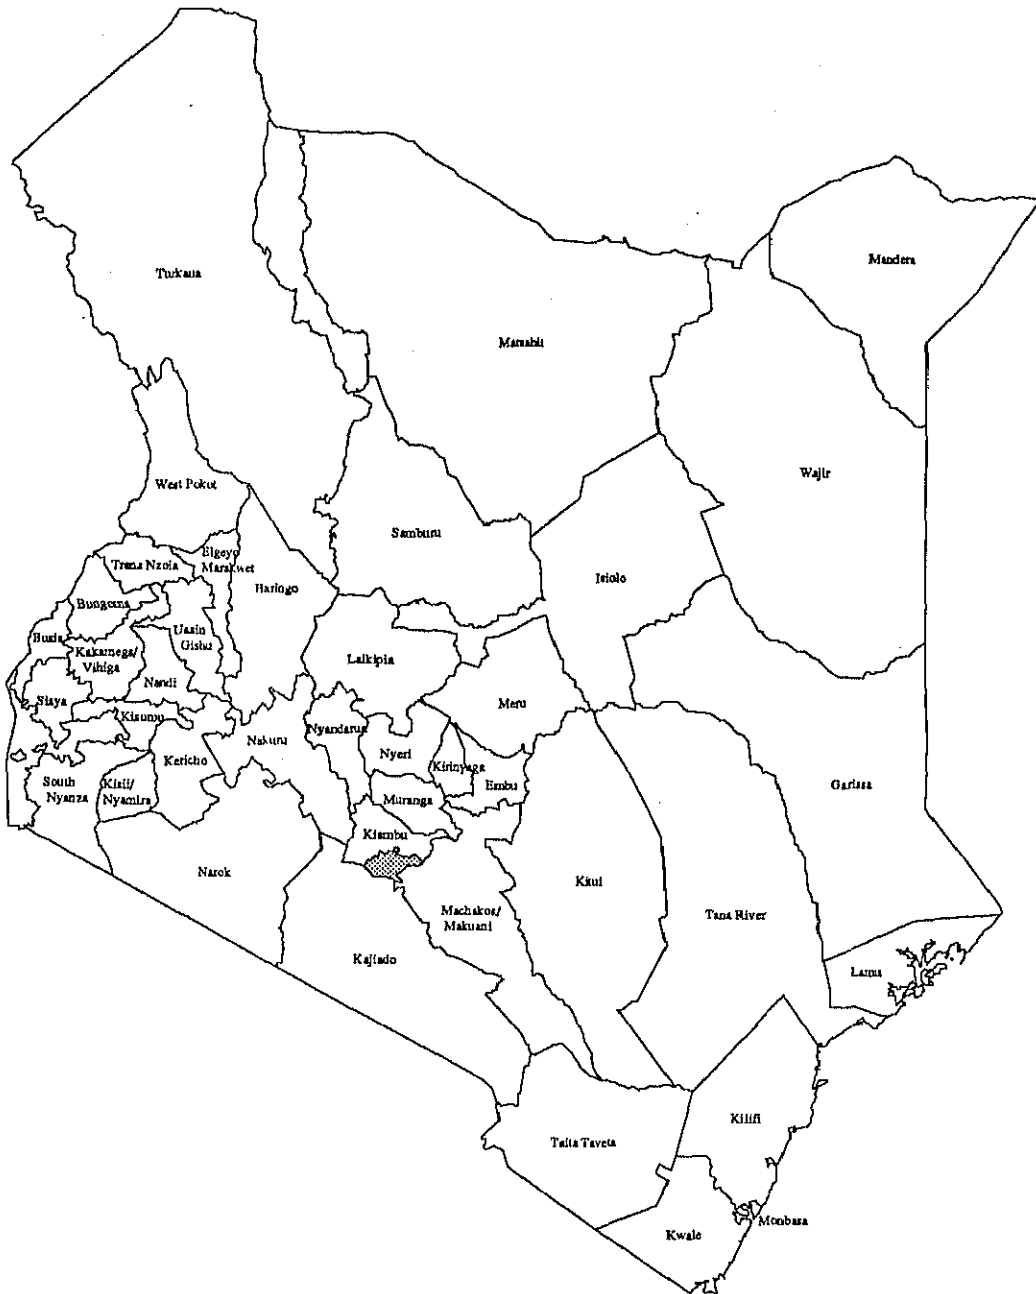 Turkana
Mandera
Marsabit
Wajir
West Pokot
Samburu
Elgeyo
Marakwet
Trans Nzoia
Isiolo
Baringo
Bungoma
Uasin
Gishu
Busia
Kakamega/
Vihiga
Laikipia
Nandi
Siaya
Meru
Kisumu
Nyandarua
Nakuru
Nyeri
Kericho
Kirinyaga
South
Nyanza
Kisii/
Nyamira
Embu
Garissa
Muranga
Kiambu
Narok
Kitui
Machakos/
Makuani
Tana River
Kajiado
Lamu
Kilifi
Taita Taveta
Monbasa
Kwale